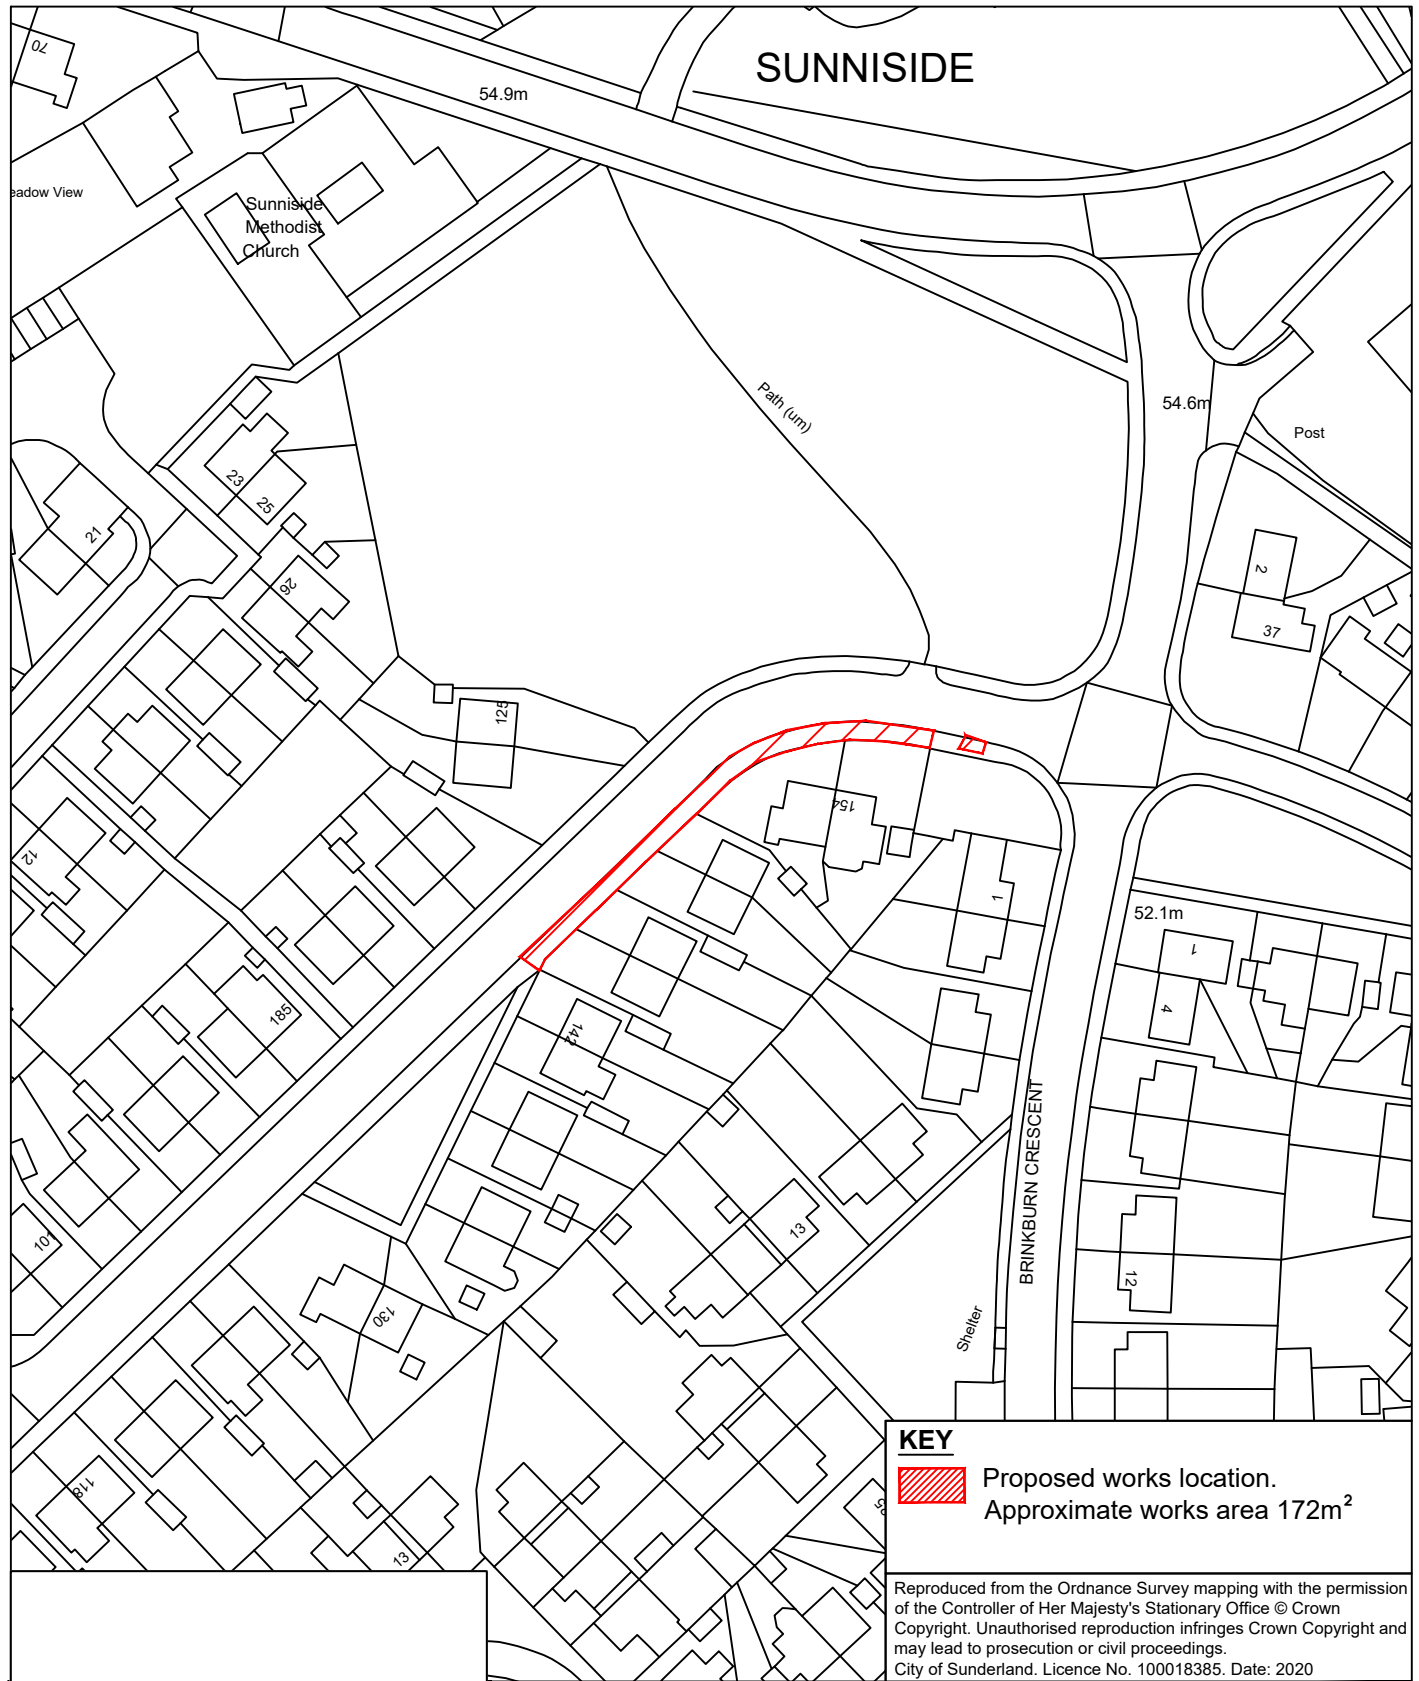 70
SUNNISIDE
54.9m
eadow View
Sunniside
Methodist
Church
Path (um)
54.6m
Post
23
25
21
26
2
37
125
154
12
1
52.1m
1
4
185
142
BRINKBURN CRESCENT
13
101
12
130
Shelter
118
13
KEY
Proposed works location.
Approximate works area 172m²
Reproduced from the Ordnance Survey mapping with the permission
of the Controller of Her Majesty's Stationary Office © Crown
Copyright. Unauthorised reproduction infringes Crown Copyright and
may lead to prosecution or civil proceedings.
City of Sunderland. Licence No. 100018385. Date: 2020